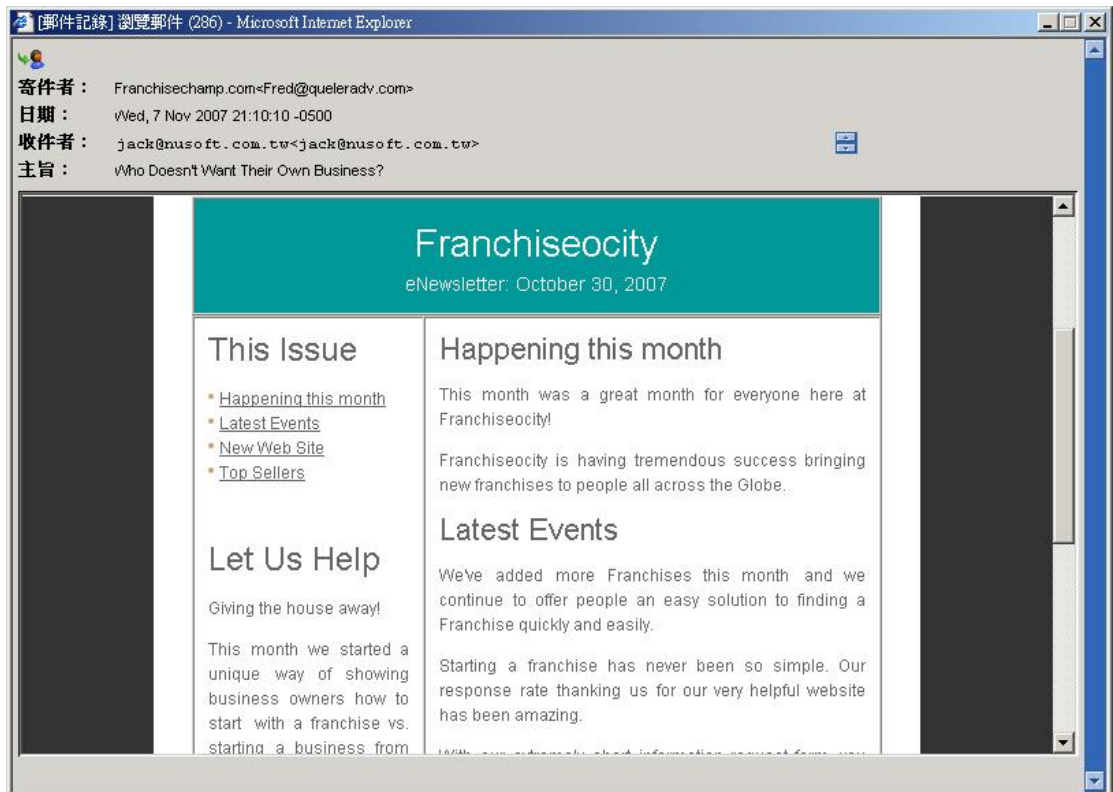 [郵件記錄] 瀏覽郵件 (286) - Microsoft Internet Explorer
寄件者： Franchisechamp.com<Fred@queleradv.com>
日期： Wed, 7 Nov 2007 21:10:10 -0500
收件者： jack@nusoft.com.tw<jack@nusoft.com.tw>
主旨： Who Doesn't Want Their Own Business?
Franchiseocity
eNewsletter: October 30, 2007
This Issue
Happening this month
Latest Events
New Web Site
Top Sellers
Let Us Help
Giving the house away!
This month we started a
unique way of showing
business owners how to
start with a franchise vs.
starting a business from
Happening this month
This month was a great month for everyone here at
Franchiseocity!
Franchiseocity is having tremendous success bringing
new franchises to people all across the Globe.
Latest Events
We've added more Franchises this month and we
continue to offer people an easy solution to finding a
Franchise quickly and easily.
Starting a franchise has never been so simple. Our
response rate thanking us for our very helpful website
has been amazing.